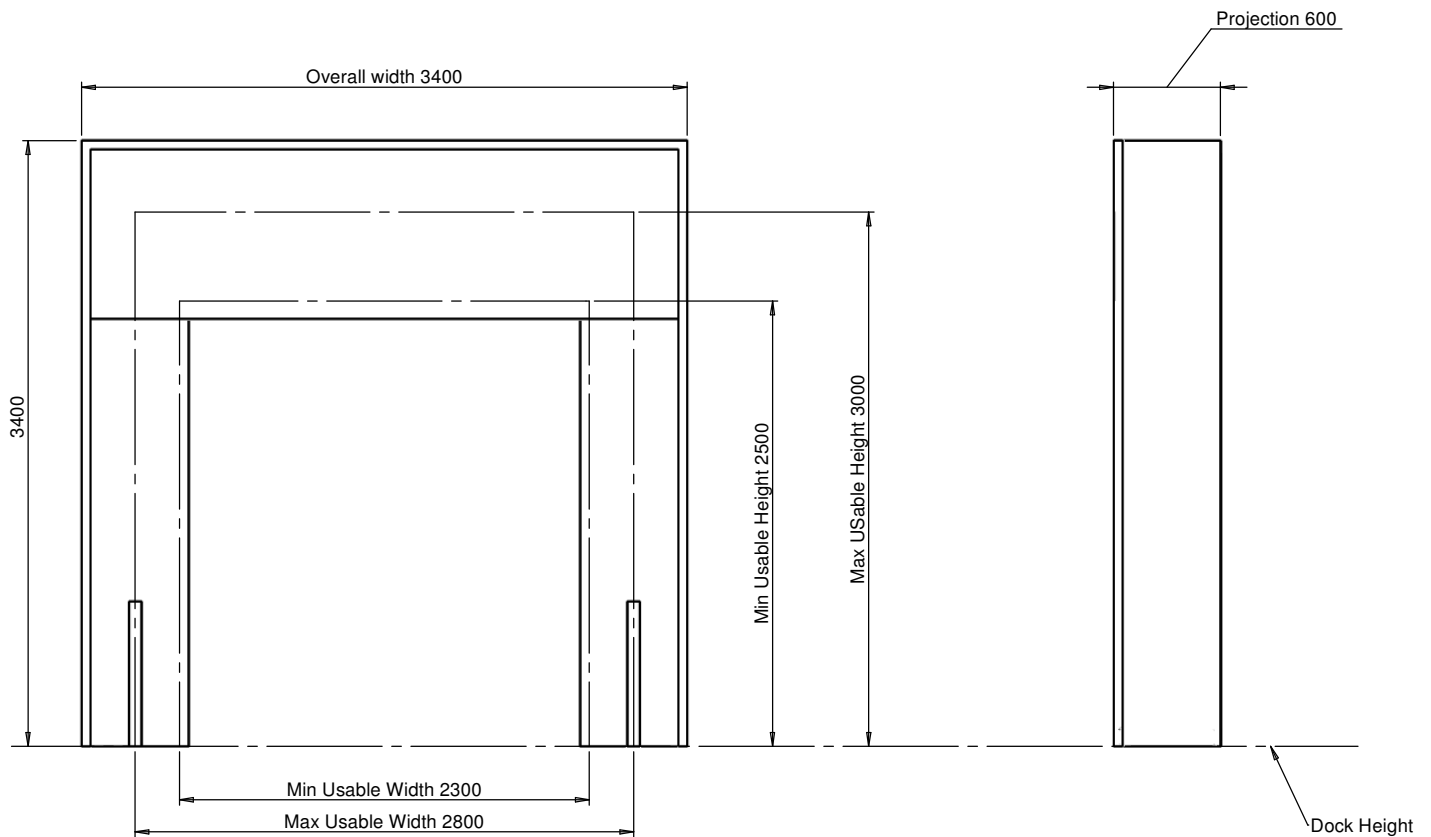 Projection 600
Overall width 3400
3400
Min Usable Height 2500
Max USable Height 3000
Min Usable Width 2300
Max Usable Width 2800
Dock Height